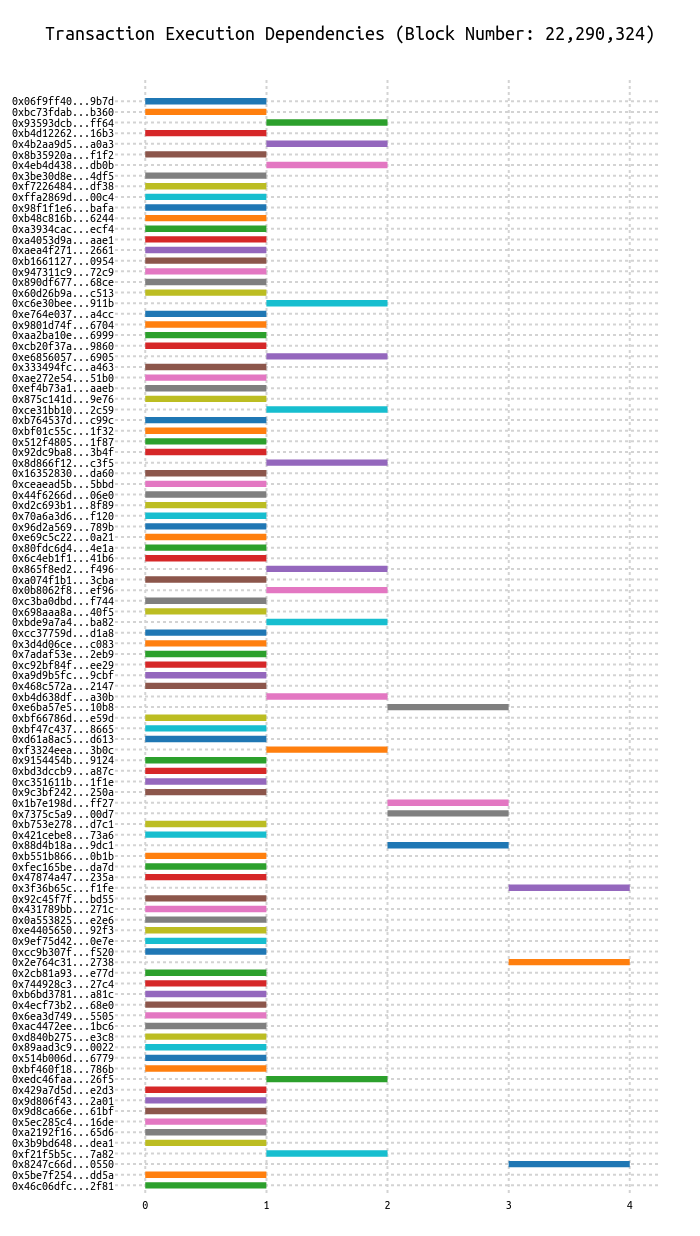 Transaction Execution Dependencies (Block Number: 22,290,324)
0x06f9ff40...9b7d
0xbc73fdab...b360
0x93593dcb...ff64
0xb4d12262...16b3
0x4b2aa9d5...a0a3
0x8b35920a...f1f2
0x4eb4d438...db0b
0x3be30d8e...4df5
0xf7226484...df38
0xffa2869d...00c4
0x98f1f1e6...bafa
0xb48c816b...6244
0xa3934cac...ecf4
0xa4053d9a...aae1
0xaea4f271...2661
0xb1661127...0954
0x947311c9...72c9
0x890df677...68ce
0x60d26b9a...c513
0xc6e30bee...911b
0xe764e037...a4cc
0x9801d74f...6704
0xaa2ba10e...6999
0xcb20f37a...9860
0xe6856057...6905
0x333494fc...a463
0xae272e54...51b0
0xef4b73a1...aaeb
0x875c141d...9e76
0xce31bb10...2c59
0xb764537d...c99c
0xbf01c55c...1f32
0x512f4805...1f87
0x92dc9ba8...3b4f
0x8d866f12...c3f5
0x16352830...da60
0xceaead5b...5bbd
0x44f6266d...06e0
0xd2c693b1...8f89
0x70a6a3d6...f120
0x96d2a569...789b
0xe69c5c22...0a21
0x80fdc6d4...4e1a
0x6c4eb1f1...41b6
0x865f8ed2...f496
0xa074f1b1...3cba
0x0b8062f8...ef96
0xc3ba0dbd...f744
0x698aaa8a...40f5
0xbde9a7a4...ba82
0xcc37759d...d1a8
0x3d4d06ce...c083
0x7adaf53e...2eb9
0xc92bf84f...ee29
0xa9d9b5fc...9cbf
0x468c572a...2147
0xb4d638df...a30b
0xe6ba57e5...10b8
0xbf66786d...e59d
0xbf47c437...8665
0xd61a8ac5...d613
0xf3324eea...3b0c
0x9154454b...9124
0xbd3dccb9...a87c
0xc351611b...1f1e
0x9c3bf242...250a
0x1b7e198d...ff27
0x7375c5a9...00d7
0xb753e278...d7c1
0x421cebe8...73a6
0x88d4b18a...9dc1
0xb551b866...0b1b
0xfec165be...da7d
0x47874a47...235a
0x3f36b65c...f1fe
0x92c45f7f...bd55
0x431789bb...271c
0x0a553825...e2e6
0xe4405650...92f3
0x9ef75d42...0e7e
0xcc9b307f...f520
0x2e764c31...2738
0x2cb81a93...e77d
0x744928c3...27c4
0xb6bd3781...a81c
0x4ecf73b2...68e0
0x6ea3d749...5505
0xac4472ee...1bc6
0xd840b275...e3c8
0x89aad3c9...0022
0x514b006d...6779
0xbf460f18...786b
0xedc46faa...26f5
0x429a7d5d...e2d3
0x9d806f43...2a01
0x9d8ca66e...61bf
0x5ec285c4...16de
0xa2192f16...65d6
0x3b9bd648...dea1
0xf21f5b5c...7a82
0x8247c66d...0550
0x5be7f254...dd5a
0x46c06dfc...2f81
0 1 2 3 4